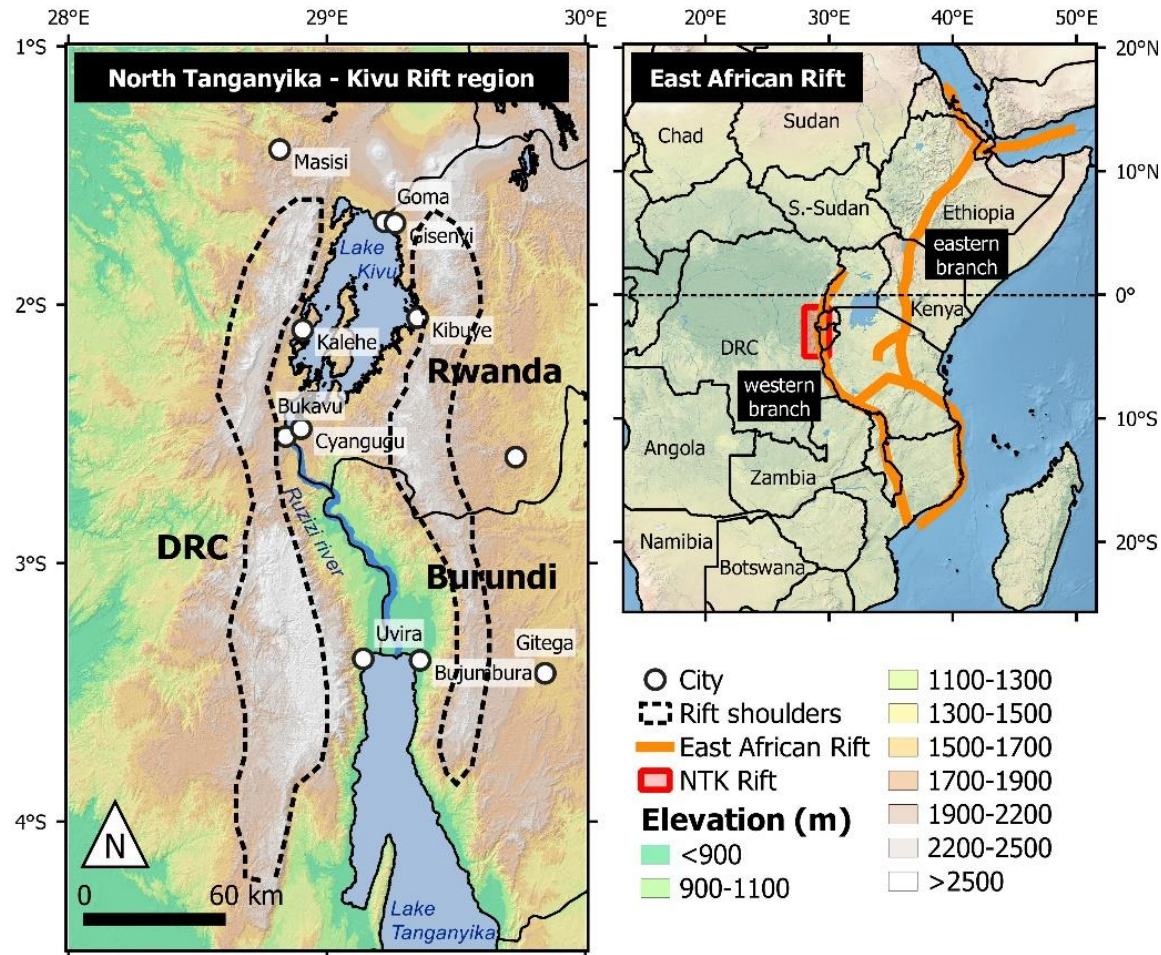 28°E
29°E
30°E
1°S
2°S
3°S
4°S
North Tanganyika - Kivu Rift region
Masisi
Goma
Gisenyi
Lake
Kivu
Kalehe
Kibuye
Rwanda
Bukavu
Cyangugu
Ruzizi river
DRC
Burundi
Uvira
Gitega
Bujumbura
N
0 60 km
Lake
Tanganyika
20°E
30°E
40°E
50°E
20°N
10°N
0°
10°S
20°S
East African Rift
Chad
Sudan
S.-Sudan
Ethiopia
eastern
branch
Kenya
DRC
western
branch
Angola
Zambia
Namibia
Botswana
City
Rift shoulders
East African Rift
NTK Rift
Elevation (m)
<900
900-1100
1100-1300
1300-1500
1500-1700
1700-1900
1900-2200
2200-2500
>2500